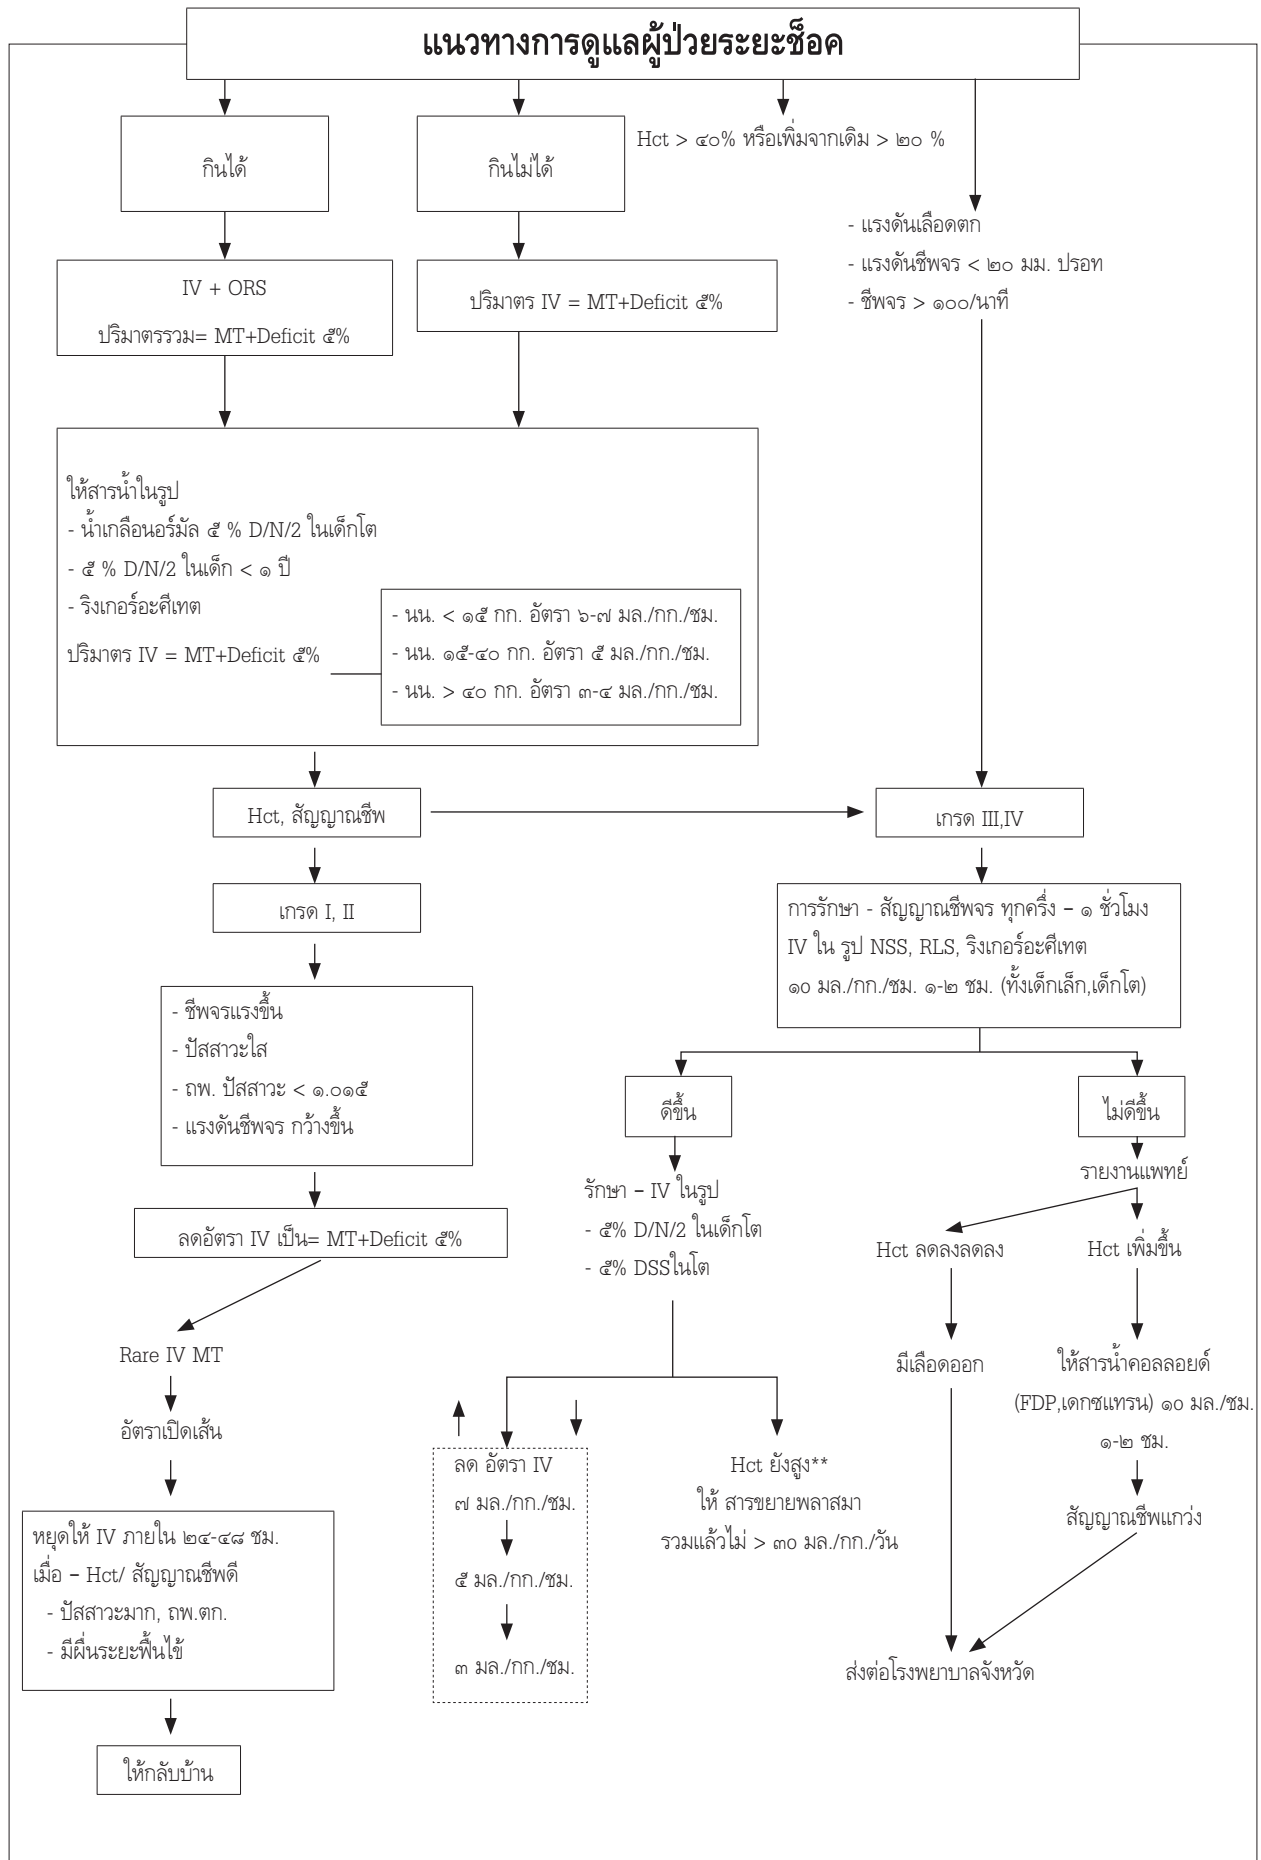 แนวทางการดูแลผู้ป่วยระยะช็อค
กินได้
กินไม่ได้
Hct > ๔๐% หรือเพิ่มจากเดิม > ๒๐ %
- แรงดันเลือดตก
- แรงดันชีพจร < ๒๐ มม. ปรอท
- ชีพจร > ๑๐๐/นาที
IV + ORS
ปริมาตรรวม= MT+Deficit ๕%
ปริมาตร IV = MT+Deficit ๕%
ให้สารน้ำในรูป
- น้ำเกลือนอร์มัล ๕ % D/N/2 ในเด็กโต
- ๕ % D/N/2 ในเด็ก < ๑ ปี
- ริงเกอร์อะศีเทต
ปริมาตร IV = MT+Deficit ๕%
- นน. < ๑๕ กก. อัตรา ๖-๗ มล./กก./ชม.
- นน. ๑๕-๔๐ กก. อัตรา ๕ มล./กก./ชม.
- นน. > ๔๐ กก. อัตรา ๓-๔ มล./กก./ชม.
Hct, สัญญาณชีพ
เกรด III,IV
เกรด I, II
การรักษา - สัญญาณชีพจร ทุกครึ่ง – ๑ ชั่วโมง
IV ใน รูป NSS, RLS, ริงเกอร์อะศีเทต
๑๐ มล./กก./ชม. ๑-๒ ชม. (ทั้งเด็กเล็ก,เด็กโต)
- ชีพจรแรงขึ้น
- ปัสสาวะใส
- ถพ. ปัสสาวะ < ๑.๐๑๕
- แรงดันชีพจร กว้างขึ้น
ดีขึ้น
ไม่ดีขึ้น
รายงานแพทย์
รักษา – IV ในรูป
- ๕% D/N/2 ในเด็กโต
- ๕% DSSในโต
ลดอัตรา IV เป็น= MT+Deficit ๕%
Hct ลดลงลดลง
Hct เพิ่มขึ้น
Rare IV MT
มีเลือดออก
ให้สารน้ำคอลลอยด์
(FDP,เดกซแทรน) ๑๐ มล./ชม.
๑-๒ ชม.
อัตราเปิดเส้น
ลด อัตรา IV
๗ มล./กก./ชม.
๕ มล./กก./ชม.
๓ มล./กก./ชม.
Hct ยังสูง**
ให้ สารขยายพลาสมา
รวมแล้วไม่ > ๓๐ มล./กก./วัน
สัญญาณชีพแกว่ง
หยุดให้ IV ภายใน ๒๔-๔๘ ชม.
เมื่อ – Hct/ สัญญาณชีพดี
- ปัสสาวะมาก, ถพ.ตก.
- มีผื่นระยะฟื้นไข้
ส่งต่อโรงพยาบาลจังหวัด
ให้กลับบ้าน